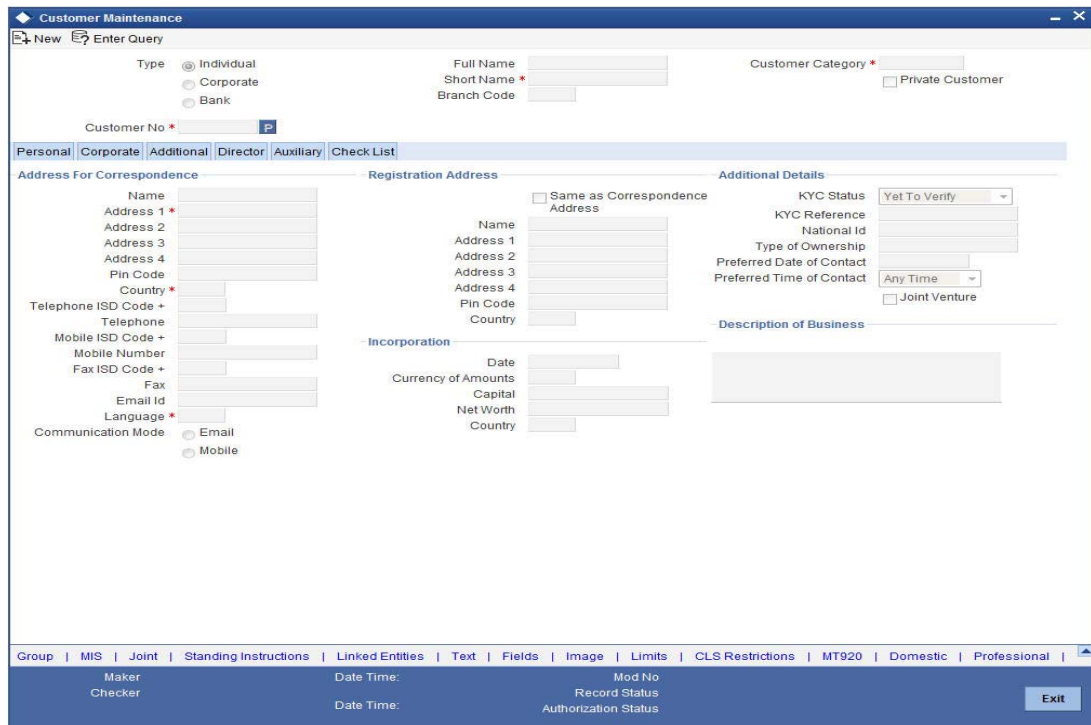 Customer Maintenance
New Enter Query
Type Individual
Corporate
Bank
Full Name
Short Name *
Branch Code
Customer Category *
Private Customer
Customer No * P
Personal Corporate Additional Director Auxiliary Check List
Address For Correspondence
Name
Address 1 *
Address 2
Address 3
Address 4
Pin Code
Country *
Telephone ISD Code +
Telephone
Mobile ISD Code +
Mobile Number
Fax ISD Code +
Fax
Email Id
Language *
Communication Mode Email
Mobile
Registration Address
Same as Correspondence
Address
Name
Address 1
Address 2
Address 3
Address 4
Pin Code
Country
Incorporation
Date
Currency of Amounts
Capital
Net Worth
Country
Additional Details
KYC Status Yet To Verify
KYC Reference
National Id
Type of Ownership
Preferred Date of Contact
Preferred Time of Contact Any Time
Joint Venture
Description of Business
Group | MIS | Joint | Standing Instructions | Linked Entities | Text | Fields | Image | Limits | CLS Restrictions | MT920 | Domestic | Professional |
Maker Date Time: Mod No
Checker Record Status
Date Time: Authorization Status
Exit